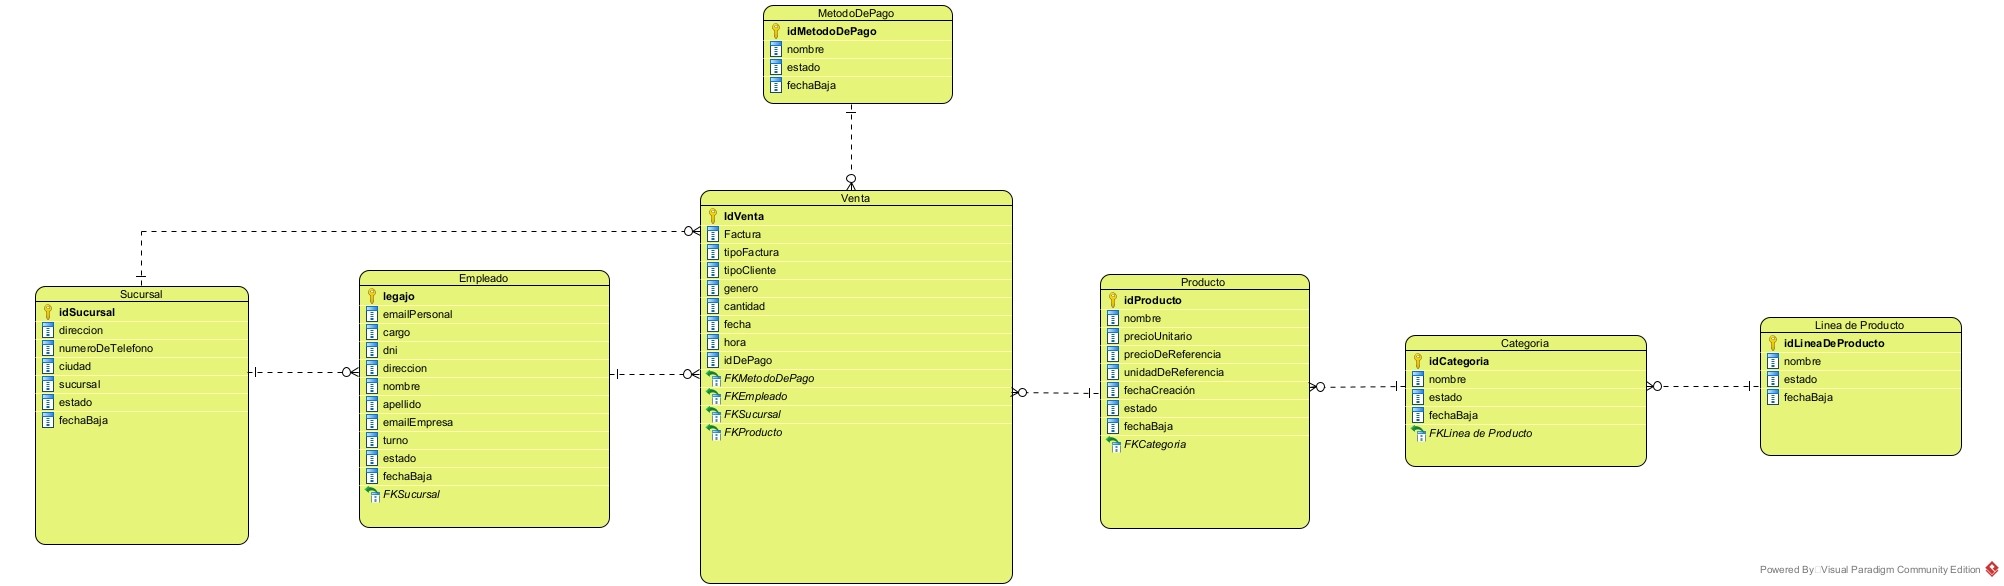 MetodoDePago
idMetodoDePago
nombre
estado
fechaBaja
Sucursal
idSucursal
direccion
numeroDeTelefono
ciudad
sucursal
estado
fechaBaja
Empleado
legajo
emailPersonal
cargo
dni
direccion
nombre
apellido
emailEmpresa
turno
estado
fechaBaja
FKSucursal
Venta
IdVenta
Factura
tipoFactura
tipoCliente
genero
cantidad
fecha
hora
idDePago
FKMetodoDePago
FKEmpleado
FKSucursal
FKProducto
Producto
idProducto
nombre
precioUnitario
precioDeReferencia
unidadDeReferencia
fechaCreación
estado
fechaBaja
FKCategoria
Categoria
idCategoria
nombre
estado
fechaBaja
FKLinea de Producto
Linea de Producto
idLineaDeProducto
nombre
estado
fechaBaja
Powered By Visual Paradigm Community Edition